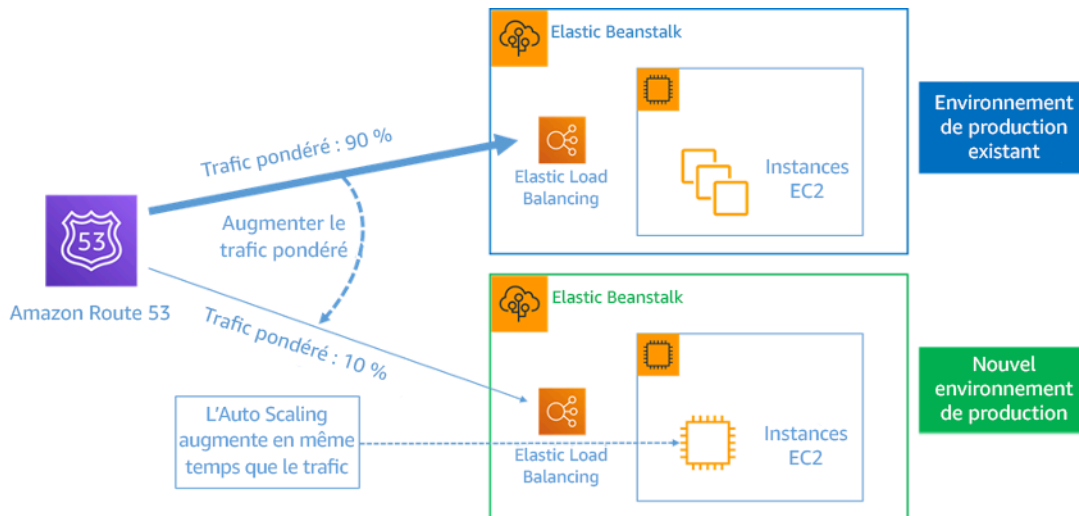 Elastic Beanstalk
Environnement
de production
existant
Trafic pondéré : 90 %
Elastic Load
Balancing
Instances
EC2
Augmenter le
trafic pondéré
53
Amazon Route 53
Trafic pondéré : 10 %
Elastic Beanstalk
Nouvel
environnement
de production
L'Auto Scaling
augmente en même
temps que le trafic
Elastic Load
Balancing
Instances
EC2